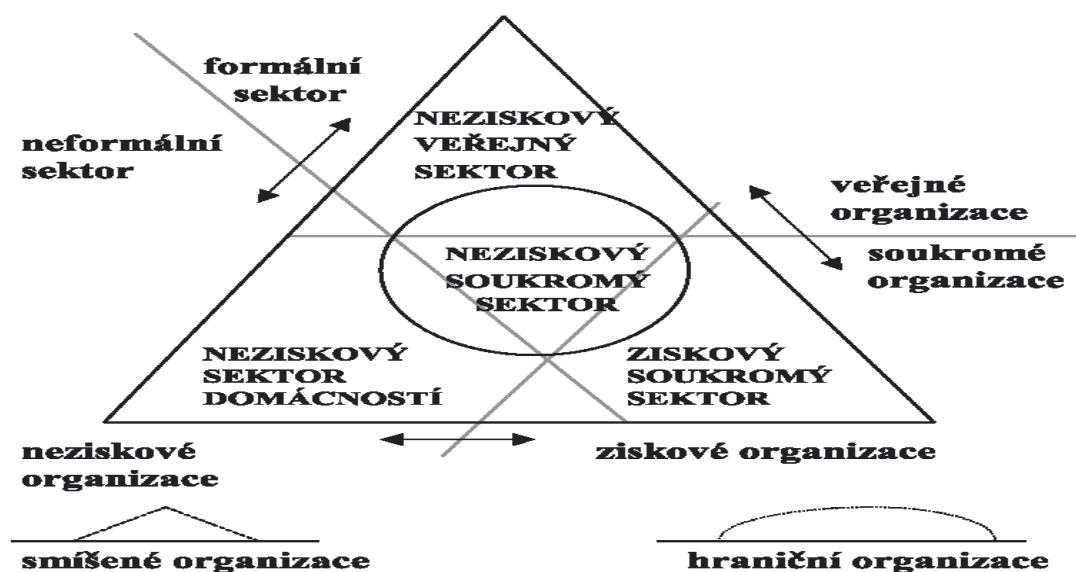 formální
sektor
neformální
sektor
NEZISKOVÝ
VEŘEJNÝ
SEKTOR
veřejné
organizace
soukromé
organizace
NEZISKOVÝ
SOUKROMÝ
SEKTOR
NEZISKOVÝ
SEKTOR
DOMÁCNOSTÍ
ZISKOVÝ
SOUKROMÝ
SEKTOR
neziskové
organizace
ziskové organizace
smíšené organizace
hraniční organizace